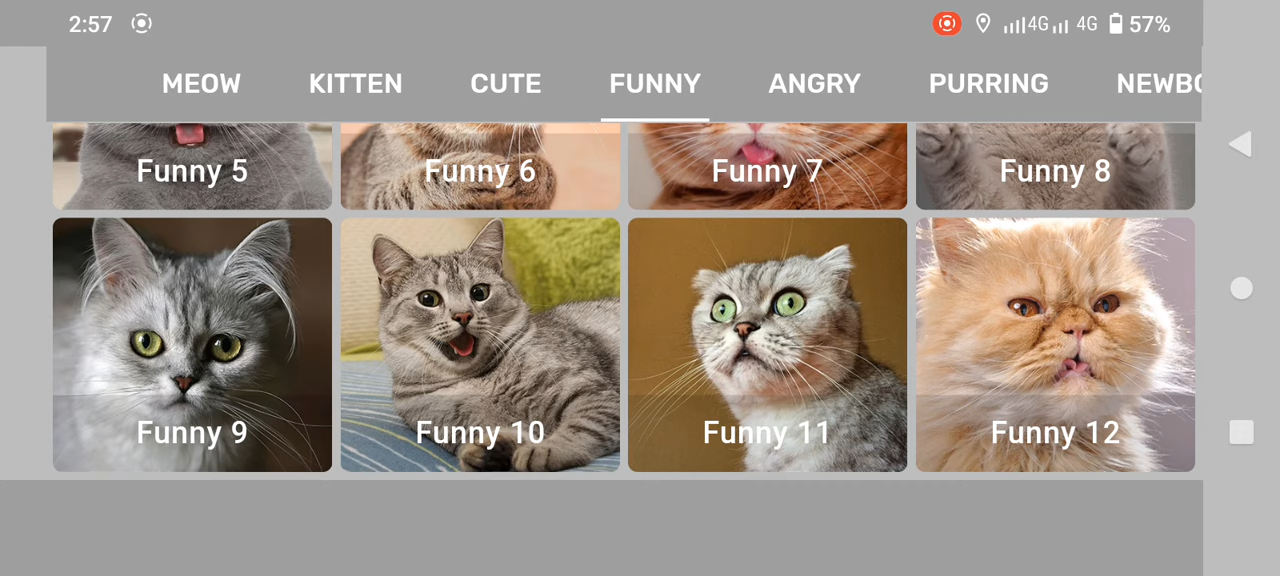 2:57 4G 4G 57%
MEOW KITTEN CUTE FUNNY ANGRY PURRING NEWBO
Funny 5 Funny 6 Funny 7 Funny 8
Funny 9 Funny 10 Funny 11 Funny 12